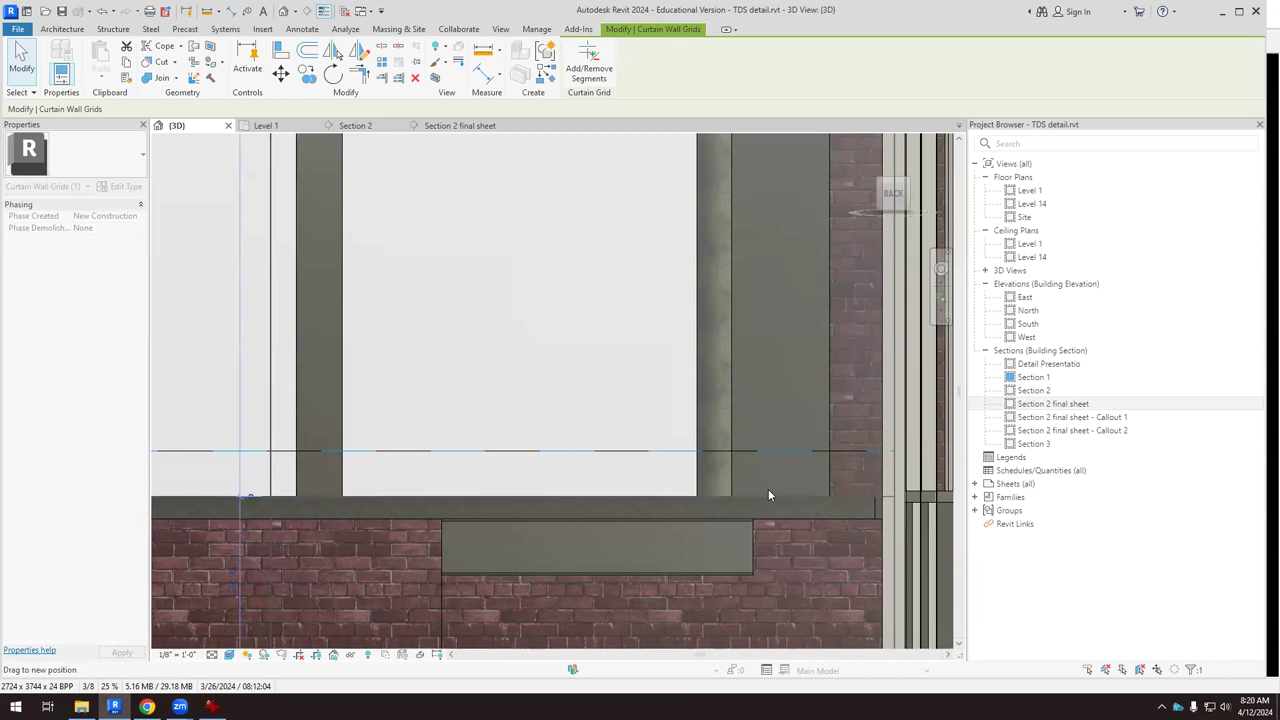 Autodesk Revit 2024 - Educational Version - TDS detail.rvt - 3D View: {3D}
Sign In
File Architecture Structure Steel Precast Systems Insert Annotate Analyze Massing & Site Collaborate View Manage Add-Ins Modify | Curtain Wall Grids
Modify
Select
Properties
Paste
Clipboard
Cope
Cut
Join
Geometry
Activate
Controls
Modify
View
Measure
Create
Add/Remove
Segments
Curtain Grid
Modify | Curtain Wall Grids
Properties
{3D}
Level 1
Section 2
Section 2 final sheet
Project Browser - TDS detail.rvt
R
Curtain Wall Grids (1)
Edit Type
Phasing
Phase Created New Construction
Phase Demolish... None
BACK
Search
Views (all)
Floor Plans
Level 1
Level 14
Site
Ceiling Plans
Level 1
Level 14
3D Views
Elevations (Building Elevation)
East
North
South
West
Sections (Building Section)
Detail Presentatio
Section 1
Section 2
Section 2 final sheet
Section 2 final sheet - Callout 1
Section 2 final sheet - Callout 2
Section 3
Legends
Schedules/Quantities (all)
Sheets (all)
Families
Groups
Revit Links
Properties help
Apply
1/8" = 1'-0"
Drag to new position
:0
Main Model
:1
2724 x 3744 x 24 BPP 3/8 25 % 5.16 MB / 29.18 MB 3/26/2024 / 08:12:04
8:20 AM
4/12/2024